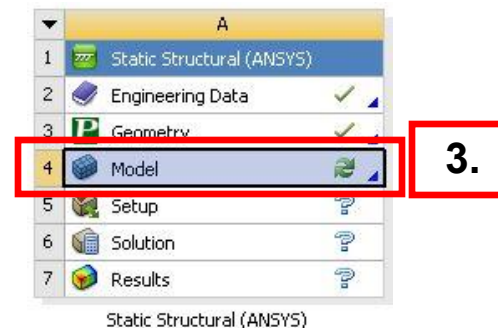 A
1 Static Structural (ANSYS)
2 Engineering Data
3 Geometry
4 Model
5 Setup
6 Solution
7 Results
Static Structural (ANSYS)
3.